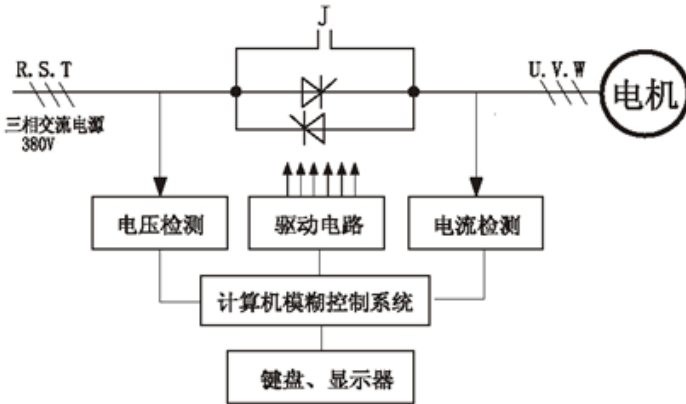 J
R.S.T
U.V.W
三相交流电源
380V
电机
电压检测
驱动电路
电流检测
计算机模糊控制系统
键盘、显示器